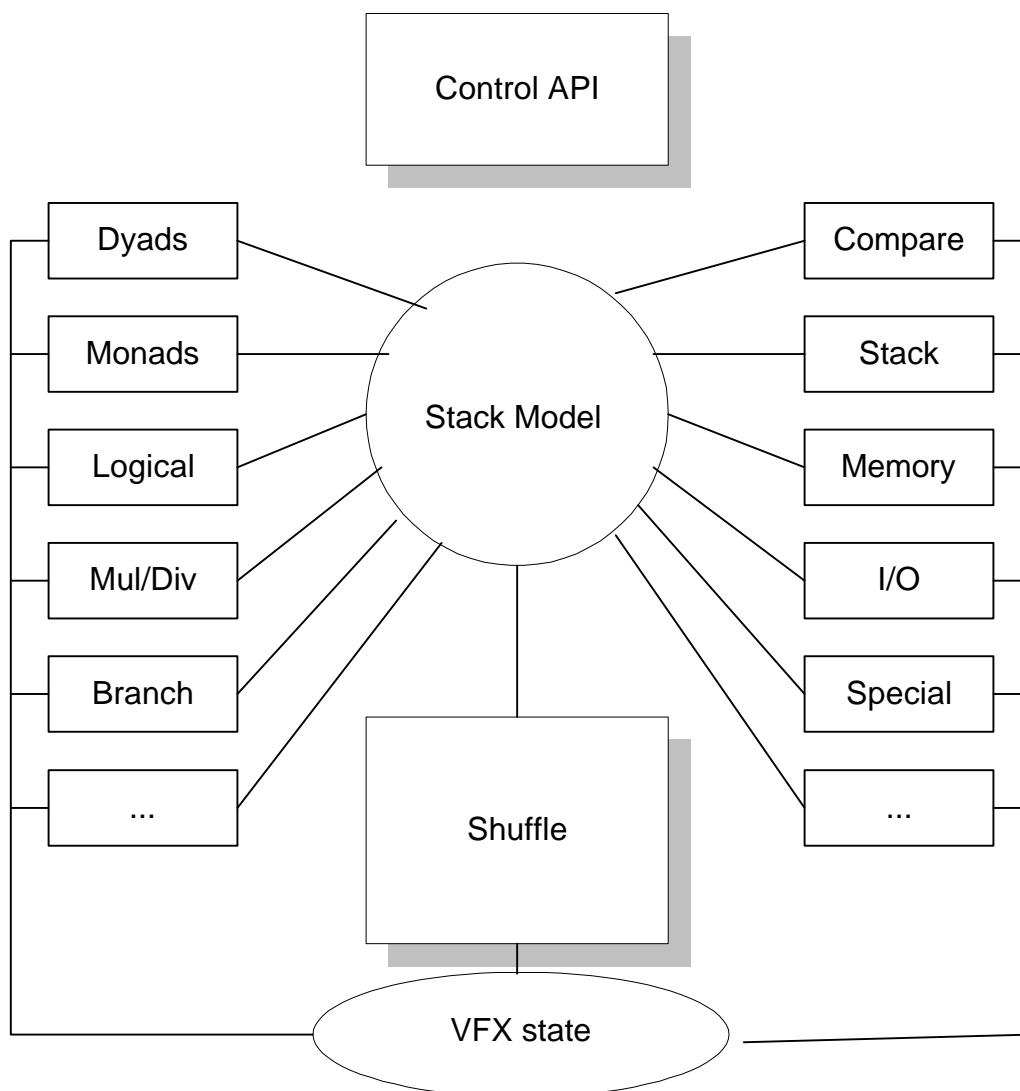 Control API
Dyads
Compare
Monads
Stack
Stack Model
Logical
Memory
Mul/Div
I/O
Branch
Special
...
...
Shuffle
VFX state